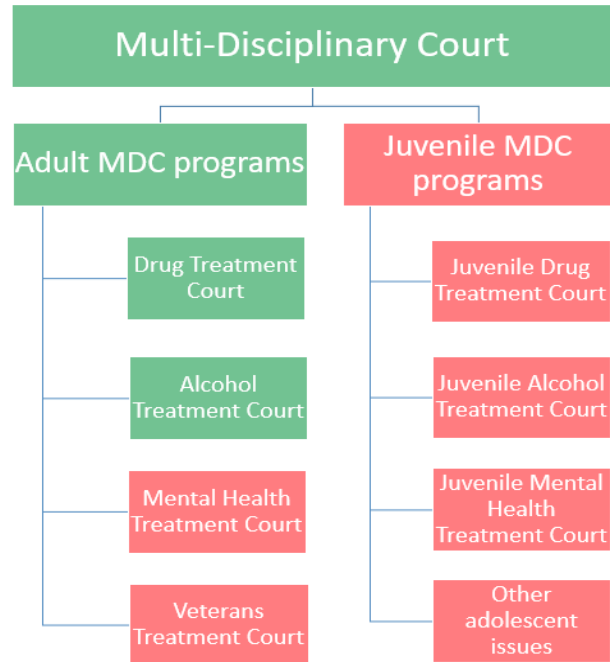 Multi-Disciplinary Court
Adult MDC programs
Drug Treatment
Court
Alcohol
Treatment Court
Mental Health
Treatment Court
Veterans
Treatment Court
Juvenile MDC
programs
Juvenile Drug
Treatment Court
Juvenile Alcohol
Treatment Court
Juvenile Mental
Health
Treatment Court
Other
adolescent
issues